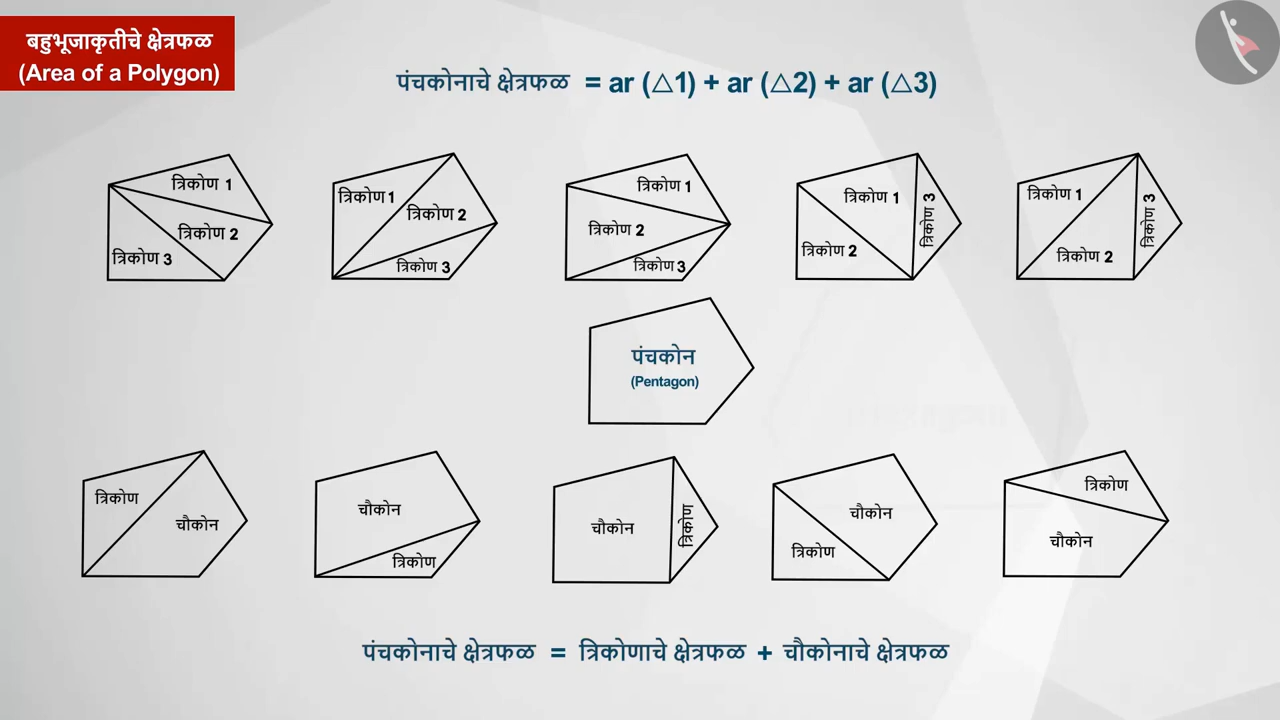 बहुभूजाकृतीचे क्षेत्रफळ
(Area of a Polygon)
पंचकोनाचे क्षेत्रफळ = ar (△1) + ar (△2) + ar (△3)
त्रिकोण 1
त्रिकोण 2
त्रिकोण 3
त्रिकोण 1
त्रिकोण 2
त्रिकोण 3
त्रिकोण 1
त्रिकोण 2
त्रिकोण 3
त्रिकोण 1
त्रिकोण 2
त्रिकोण 3
त्रिकोण 1
त्रिकोण 2
त्रिकोण 3
पंचकोन
(Pentagon)
त्रिकोण
चौकोन
चौकोन
त्रिकोण
चौकोन
त्रिकोण
चौकोन
त्रिकोण
त्रिकोण
चौकोन
पंचकोनाचे क्षेत्रफळ = त्रिकोणाचे क्षेत्रफळ + चौकोनाचे क्षेत्रफळ